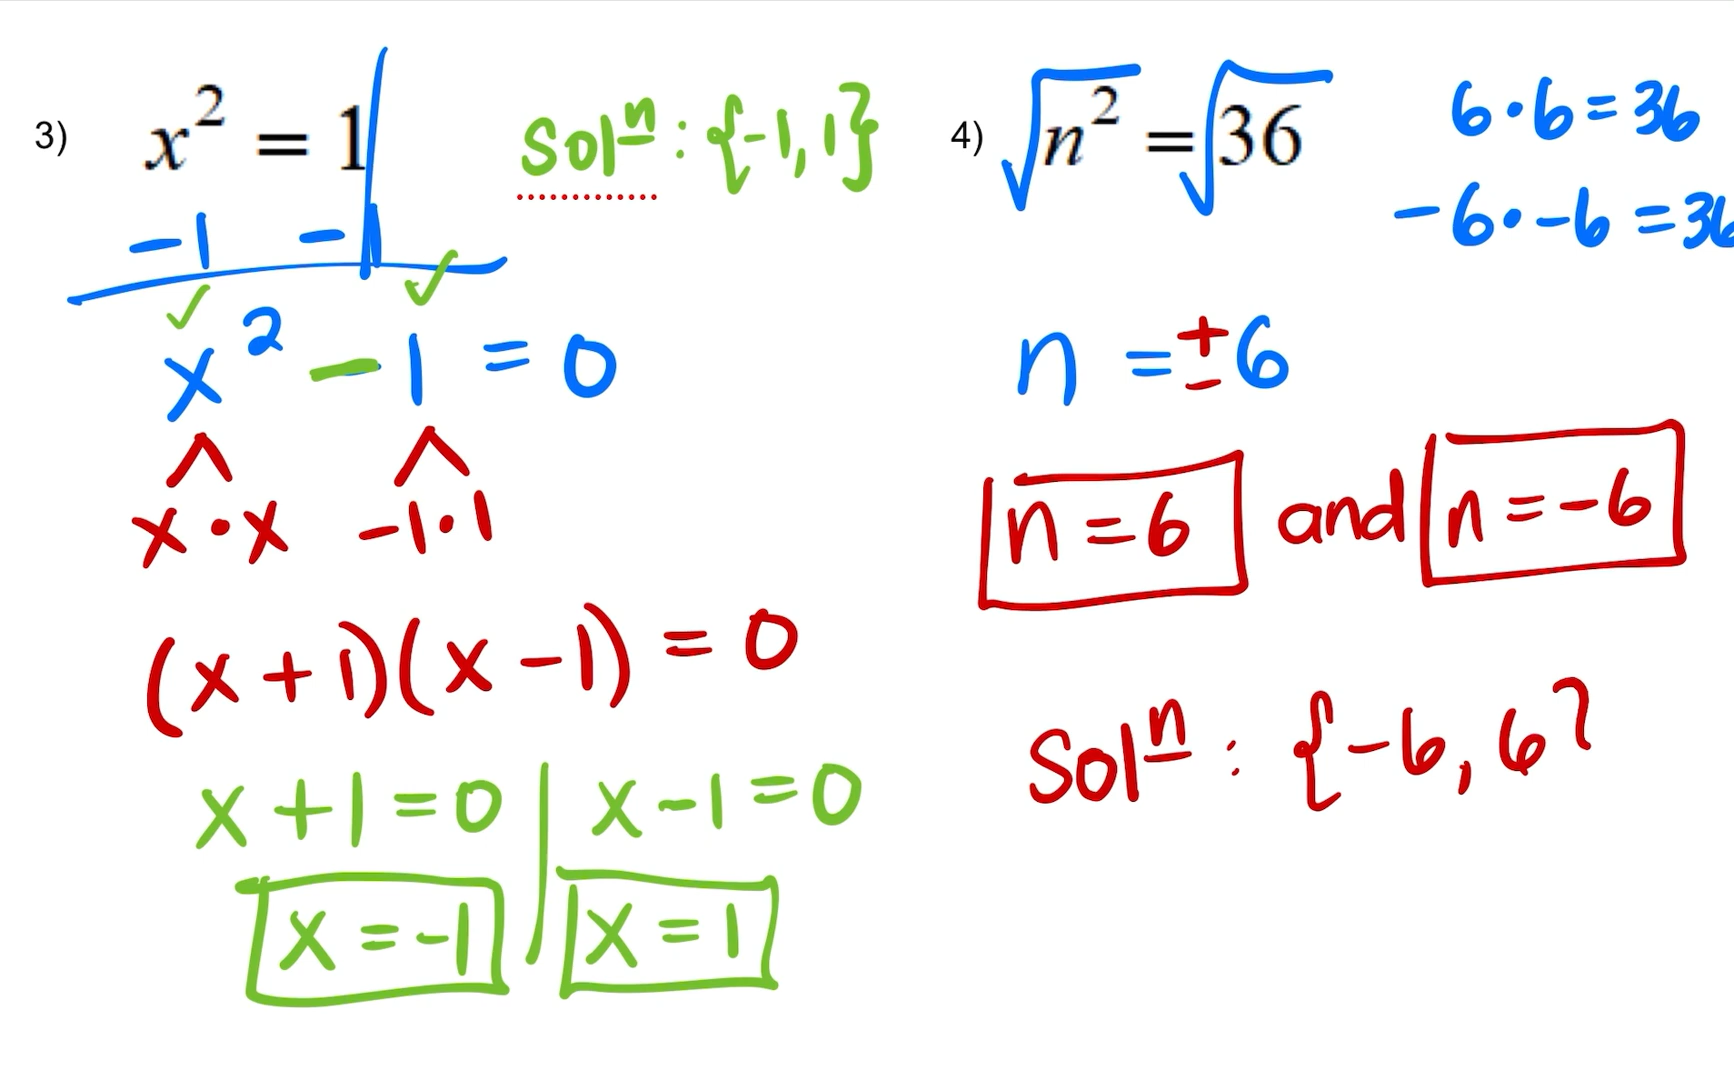 3) x² = 1
Solⁿ : {-1, 1}
-1 -1
x² - 1 = 0
x · x -1 · 1
(x + 1)(x - 1) = 0
x + 1 = 0 | x - 1 = 0
x = -1 | x = 1
4) √n² = √36
6 · 6 = 36
-6 · -6 = 36
n = ±6
n = 6 and n = -6
Solⁿ : {-6, 6}